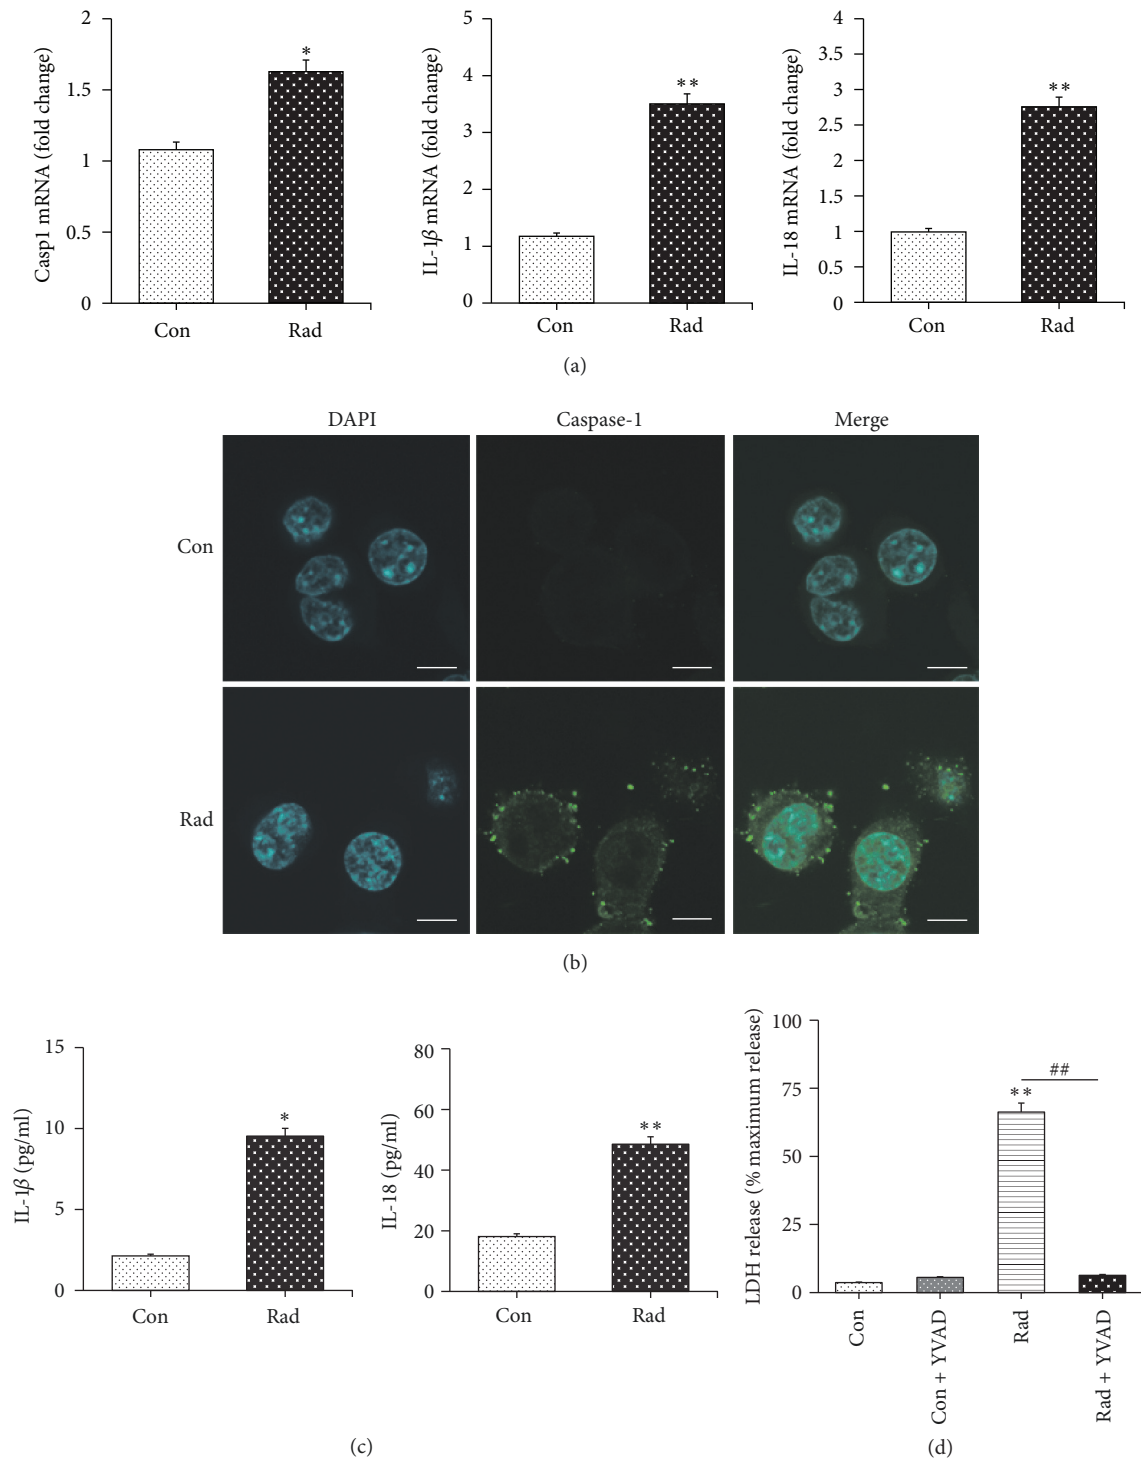 Casp1 mRNA (fold change)
2
1.5
1
0.5
0
*
Con
Rad
IL-1β mRNA (fold change)
5
4
3
2
1
0
**
Con
Rad
IL-18 mRNA (fold change)
4
3
2.5
2
1.5
1
0.5
0
**
Con
Rad
(a)
DAPI
Caspase-1
Merge
Con
Rad
(b)
IL-1β (pg/ml)
15
10
5
0
*
Con
Rad
IL-18 (pg/ml)
80
60
40
20
0
**
Con
Rad
(c)
LDH release (% maximum release)
100
75
50
25
0
**
##
Con
Con + YVAD
Rad
Rad + YVAD
(d)